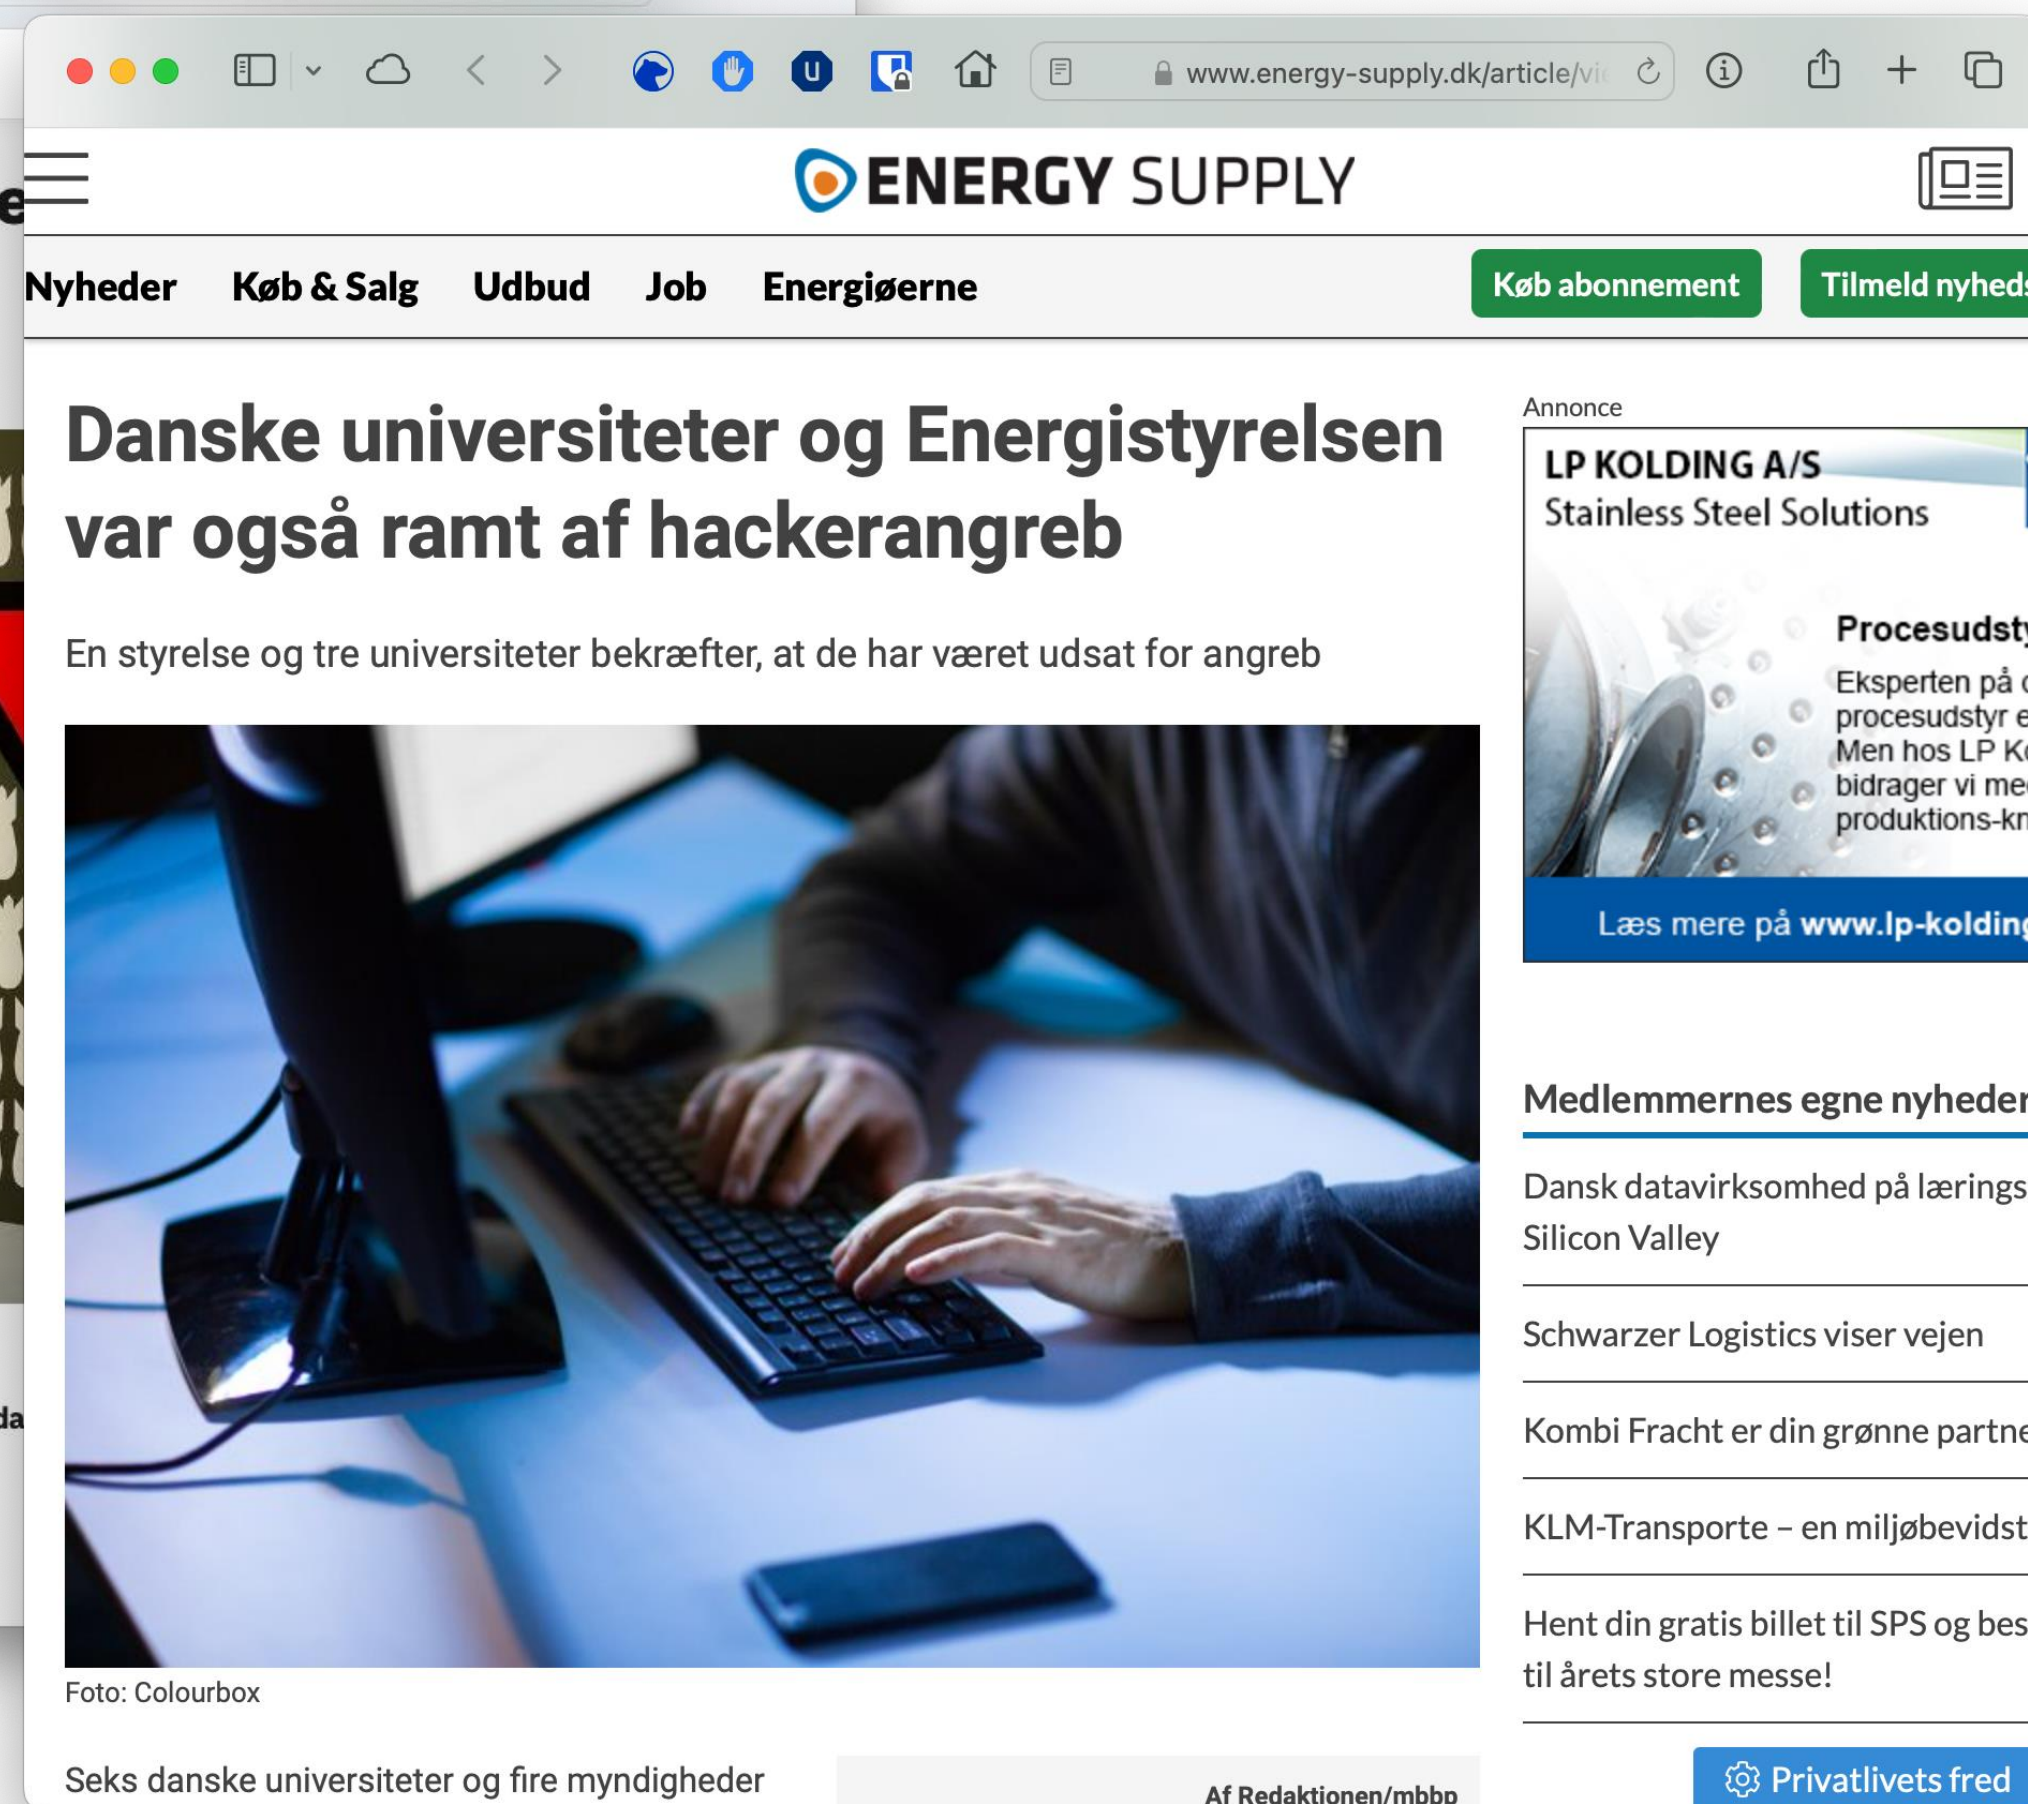 www.energy-supply.dk/article/vi
ENERGY SUPPLY
Nyheder Køb & Salg Udbud Job Energiøerne Køb abonnement Tilmeld nyheds
Danske universiteter og Energistyrelsen
var også ramt af hackerangreb
En styrelse og tre universiteter bekræfter, at de har været udsat for angreb
Foto: Colourbox
Seks danske universiteter og fire myndigheder
Af Redaktionen/mbbp
Annonce
LP KOLDING A/S
Stainless Steel Solutions
Procesudsty
Eksperten på
procesudstyr e
Men hos LP Ko
bidrager vi med
produktions-kn
Læs mere på www.lp-kolding
Medlemmernes egne nyheder
Dansk datavirksomhed på lærings
Silicon Valley
Schwarzer Logistics viser vejen
Kombi Fracht er din grønne partne
KLM-Transporte – en miljøbevidst
Hent din gratis billet til SPS og bes
til årets store messe!
Privatlivets fred